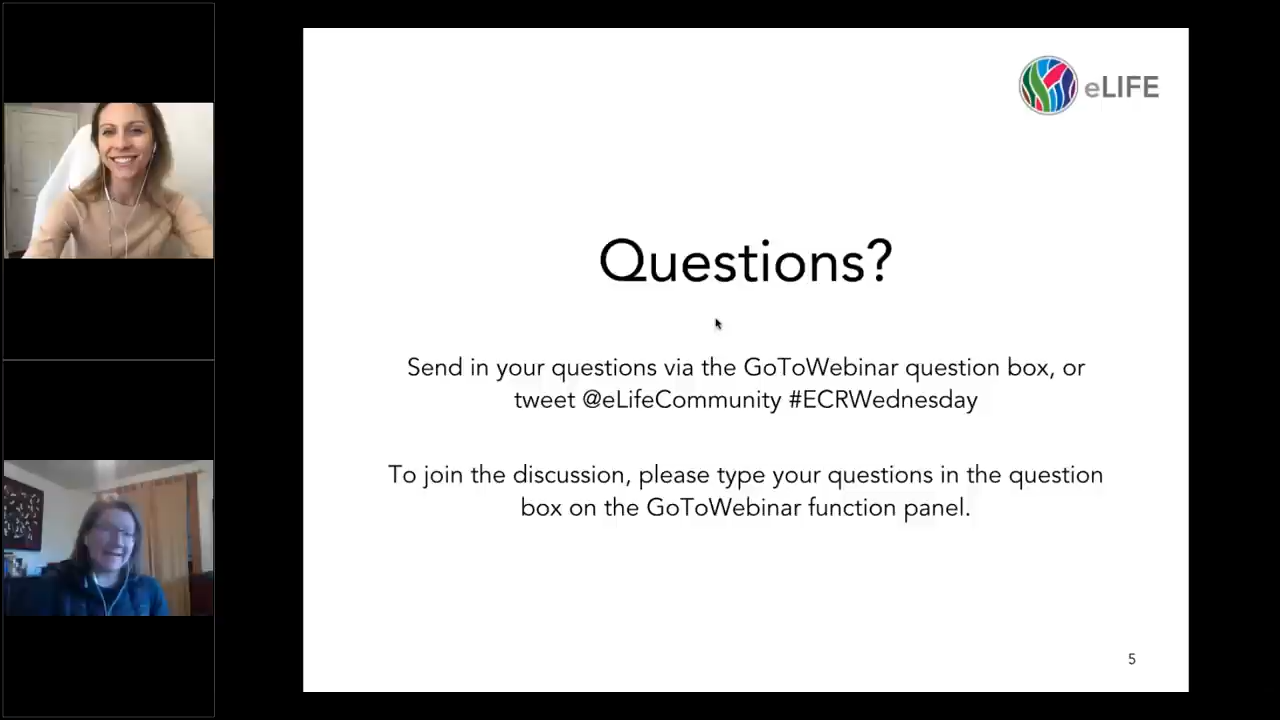 eLIFE
Questions?
Send in your questions via the GoToWebinar question box, or
tweet @eLifeCommunity #ECRWednesday
To join the discussion, please type your questions in the question
box on the GoToWebinar function panel.
5